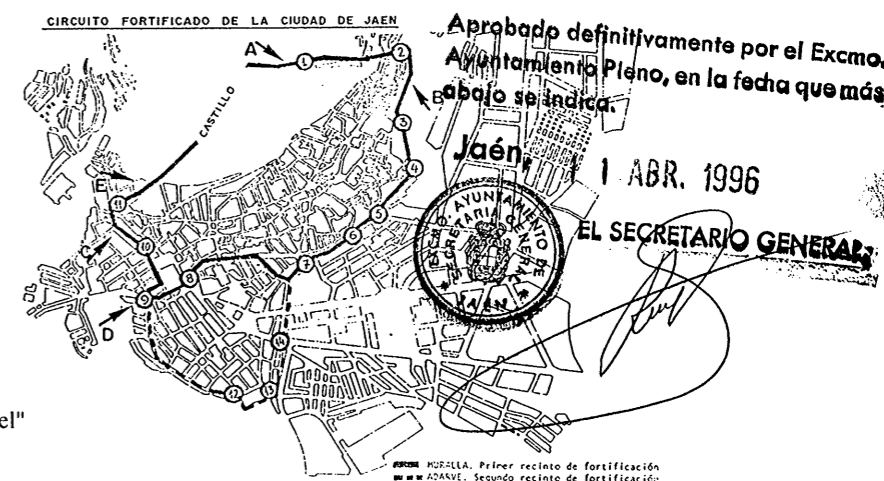 CIRCUITO FORTIFICADO DE LA CIUDAD DE JAEN
Aprobado definitivamente por el Excmo.
Ayuntamiento Pleno, en la fecha que más
abajo se indica.
Jaén,
1 ABR. 1996
EL SECRETARIO GENERAL
EXCMO. AYUNTAMIENTO DE
SECRETARIA GENERAL
JAEN
A
1
2
B
3
CASTILLO
4
E
11
5
6
C
10
7
8
9
D
14
12
13
el"
MURALLA. Primer recinto de fortificación
ADARVE. Segundo recinto de fortificación